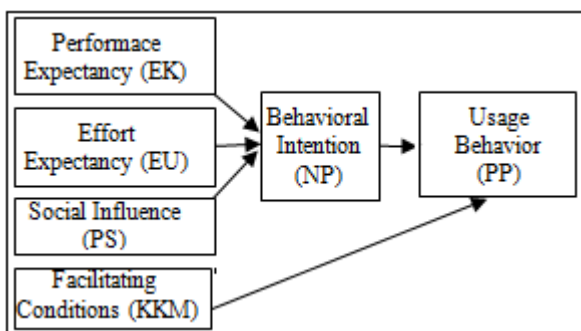 Performace
Expectancy (EK)
Effort
Expectancy (EU)
Social Influence
(PS)
Facilitating
Conditions (KKM)
Behavioral
Intention
(NP)
Usage
Behavior
(PP)